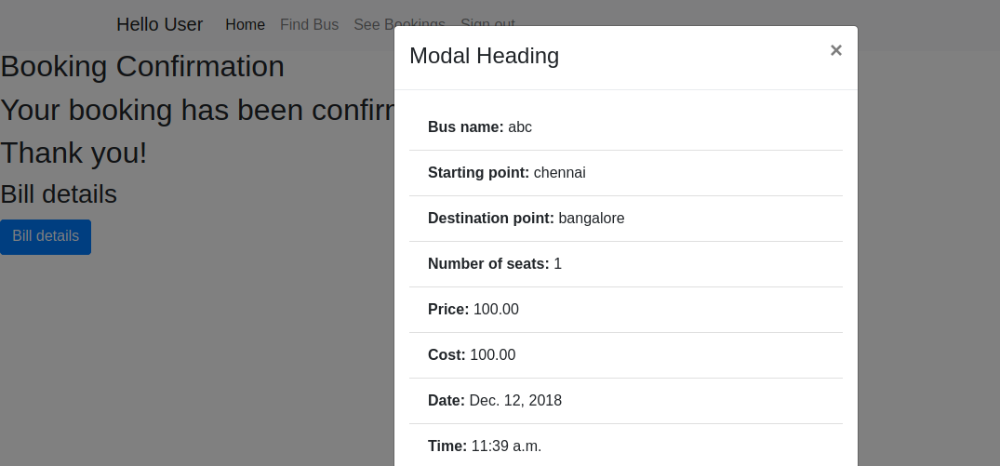 Hello User Home Find Bus See Bookings Sign out
Booking Confirmation
Your booking has been confirm
Thank you!
Bill details
Bill details
Modal Heading ×
Bus name: abc
Starting point: chennai
Destination point: bangalore
Number of seats: 1
Price: 100.00
Cost: 100.00
Date: Dec. 12, 2018
Time: 11:39 a.m.